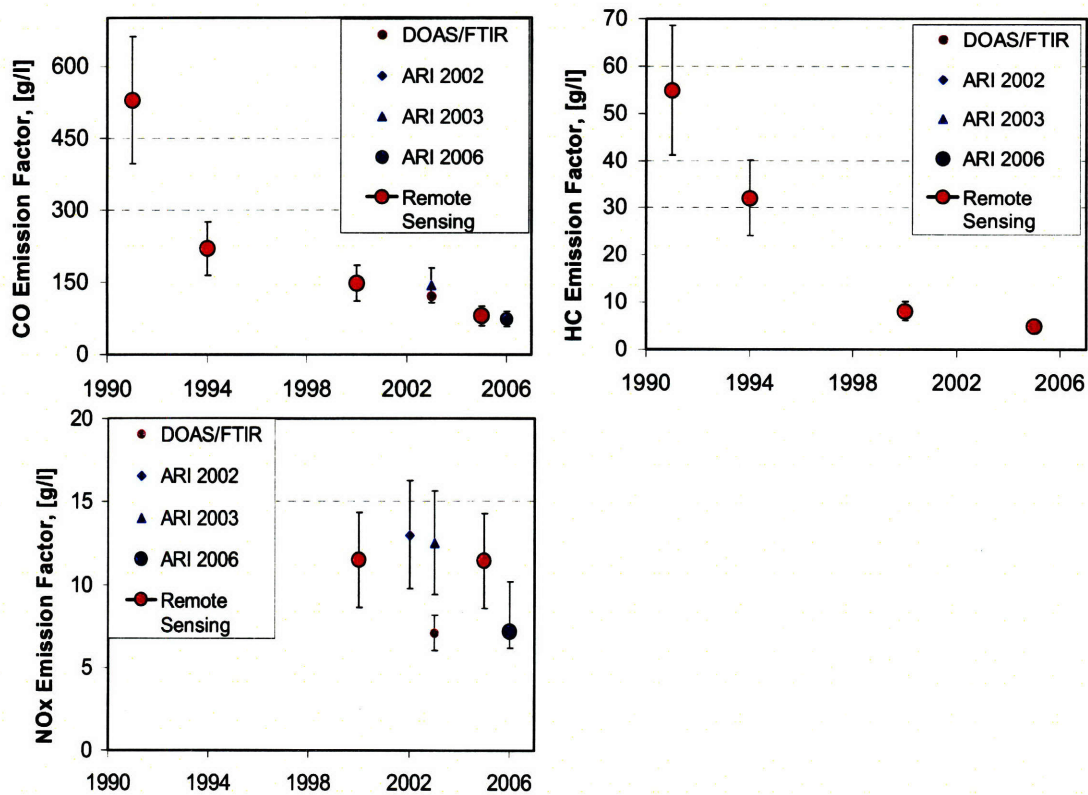 CO Emission Factor, [g/l]
600
450
300
150
0
1990
1994
1998
2002
2006
DOAS/FTIR
ARI 2002
ARI 2003
ARI 2006
Remote
Sensing
HC Emission Factor, [g/l]
70
60
50
40
30
20
10
0
1990
1994
1998
2002
2006
DOAS/FTIR
ARI 2002
ARI 2003
ARI 2006
Remote
Sensing
NOx Emission Factor, [g/l]
20
15
10
5
0
1990
1994
1998
2002
2006
DOAS/FTIR
ARI 2002
ARI 2003
ARI 2006
Remote
Sensing